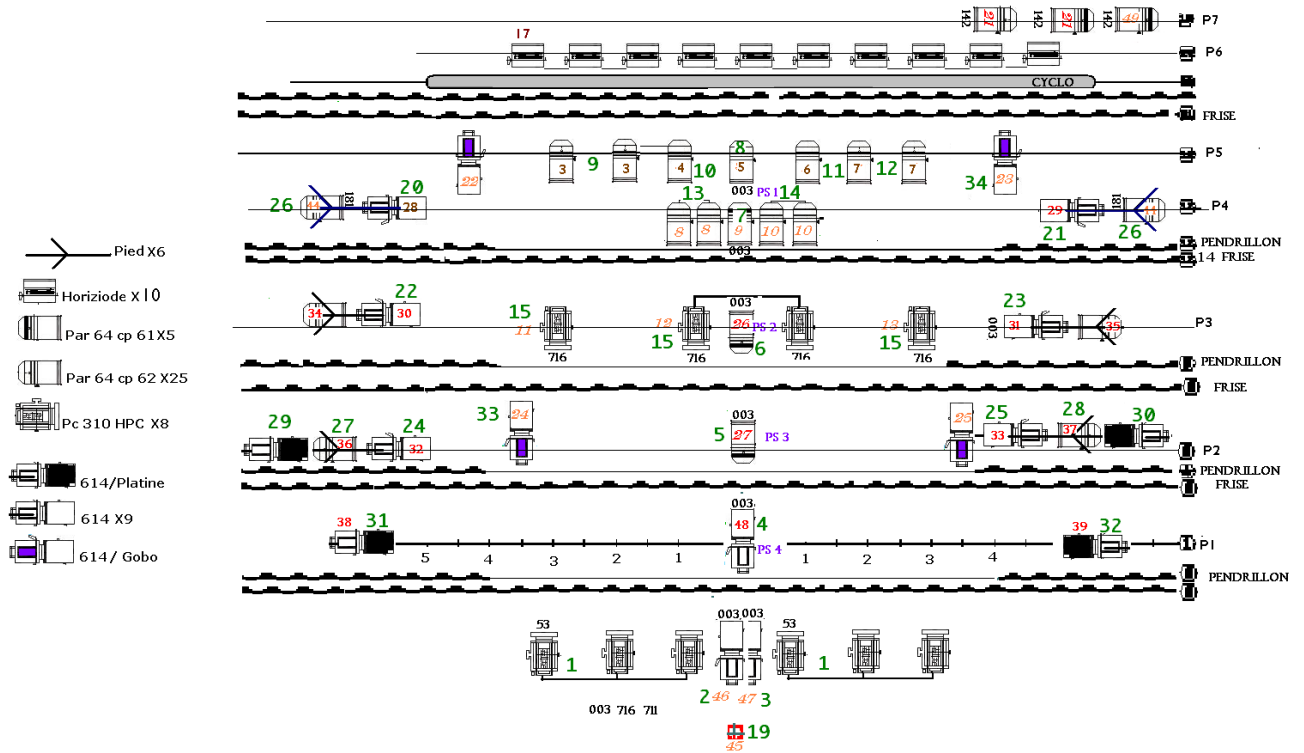 142 21 142 21 142 49 P7
17
P6
CYCLO
FRISE
8
3 9 3 4 10 5 6 11 7 12 7 P5
22 34 23
003 PS 1
20 13 14
26 44 181 28 7 29 181 44 P4
8 8 9 10 10
21 26
003 PENDRILLON
14 FRISE
Pied X6
22 003 23
Horiziode X10
34 30 15 11 12 26 PS 2 13 003 31 35 P3
15 6 15
Par 64 cp 61X5
716 716 716 716
PENDRILLON
Par 64 cp 62 X25
FRISE
Pc 310 HPC X8
33 24 003 25 25 28 30
29 27 24 5 27 PS 3 33 37
36 32 P2
PENDRILLON
614/Platine
FRISE
003
614 X9
38 31 48 4 39 32
PS 4 P1
614/ Gobo
5 3 2 1 1 2 3 4
PENDRILLON
003 003
53 53
1 1
2 46 47 3
003 716 711
19
45